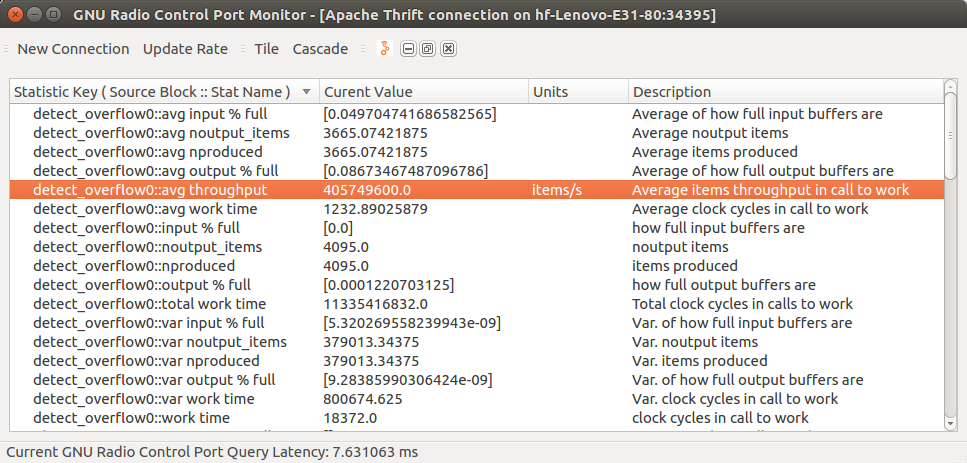 GNU Radio Control Port Monitor - [Apache Thrift connection on hf-Lenovo-E31-80:34395]
New Connection Update Rate Tile Cascade
Statistic Key ( Source Block :: Stat Name ) Curent Value Units Description
detect_overflow0::avg input % full [0.049704741686582565] Average of how full input buffers are
detect_overflow0::avg noutput_items 3665.07421875 Average noutput items
detect_overflow0::avg nproduced 3665.07421875 Average items produced
detect_overflow0::avg output % full [0.08673467487096786] Average of how full output buffers are
detect_overflow0::avg throughput 405749600.0 items/s Average items throughput in call to work
detect_overflow0::avg work time 1232.89025879 Average clock cycles in call to work
detect_overflow0::input % full [0.0] how full input buffers are
detect_overflow0::noutput_items 4095.0 noutput items
detect_overflow0::nproduced 4095.0 items produced
detect_overflow0::output % full [0.0001220703125] how full output buffers are
detect_overflow0::total work time 11335416832.0 Total clock cycles in calls to work
detect_overflow0::var input % full [5.320269558239943e-09] Var. of how full input buffers are
detect_overflow0::var noutput_items 379013.34375 Var. noutput items
detect_overflow0::var nproduced 379013.34375 Var. items produced
detect_overflow0::var output % full [9.28385990306424e-09] Var. of how full output buffers are
detect_overflow0::var work time 800674.625 Var. clock cycles in call to work
detect_overflow0::work time 18372.0 clock cycles in call to work
Current GNU Radio Control Port Query Latency: 7.631063 ms